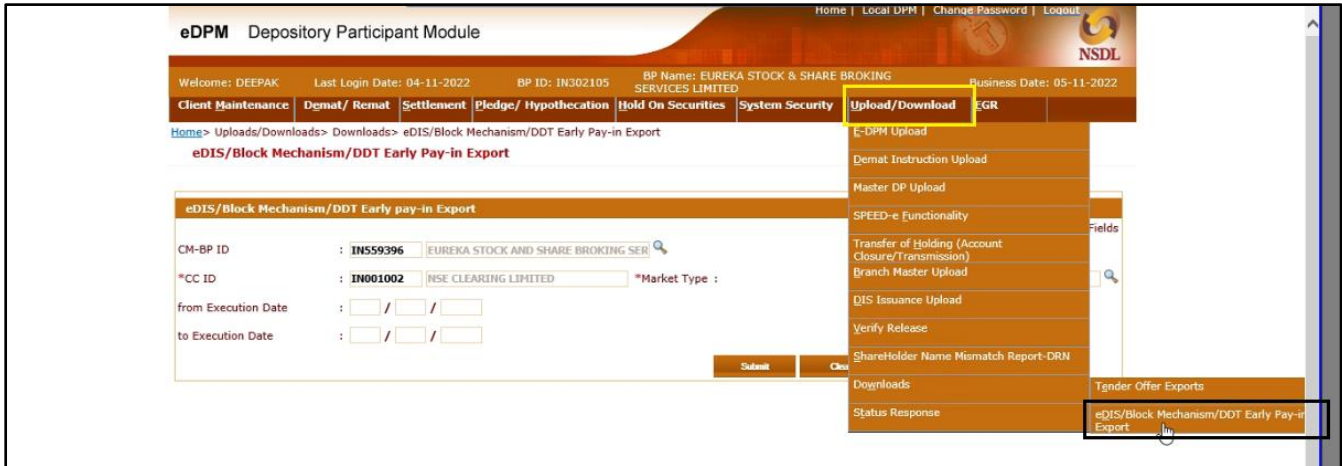 Home | Local DPM | Change Password | Logout
eDPM Depository Participant Module
NSDL
Welcome: DEEPAK Last Login Date: 04-11-2022 BP ID: IN302105 BP Name: EUREKA STOCK & SHARE BROKING SERVICES LIMITED Business Date: 05-11-2022
Client Maintenance Demat/ Remat Settlement Pledge/ Hypothecation Hold On Securities System Security Upload/Download EGR
Home> Uploads/Downloads> Downloads> eDIS/Block Mechanism/DDT Early Pay-in Export
eDIS/Block Mechanism/DDT Early Pay-in Export
E-DPM Upload
Demat Instruction Upload
Master DP Upload
SPEED-e Functionality
Transfer of Holding (Account
Closure/Transmission)
Branch Master Upload
DIS Issuance Upload
Verify Release
ShareHolder Name Mismatch Report-DRN
Downloads
Status Response
Tender Offer Exports
eDIS/Block Mechanism/DDT Early Pay-in
Export
eDIS/Block Mechanism/DDT Early pay-in Export
Fields
CM-BP ID : IN559396 EUREKA STOCK AND SHARE BROKING SER
*CC ID : IN001002 NSE CLEARING LIMITED *Market Type :
from Execution Date : / /
to Execution Date : / /
Submit